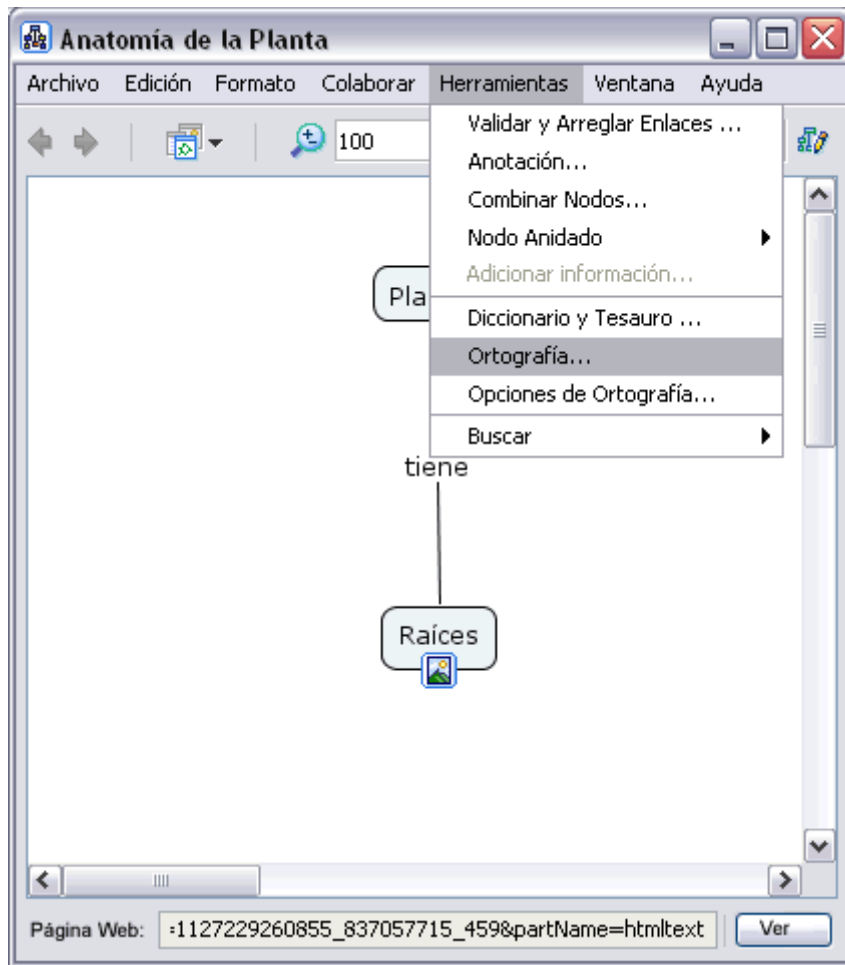 Anatomía de la Planta
Archivo Edición Formato Colaborar Herramientas Ventana Ayuda
100
Validar y Arreglar Enlaces ...
Anotación...
Combinar Nodos...
Nodo Anidado
Adicionar información...
Diccionario y Tesauro ...
Ortografía...
Opciones de Ortografía...
Buscar
Pla
tiene
Raíces
Página Web: :1127229260855_837057715_459&partName=htmltext Ver